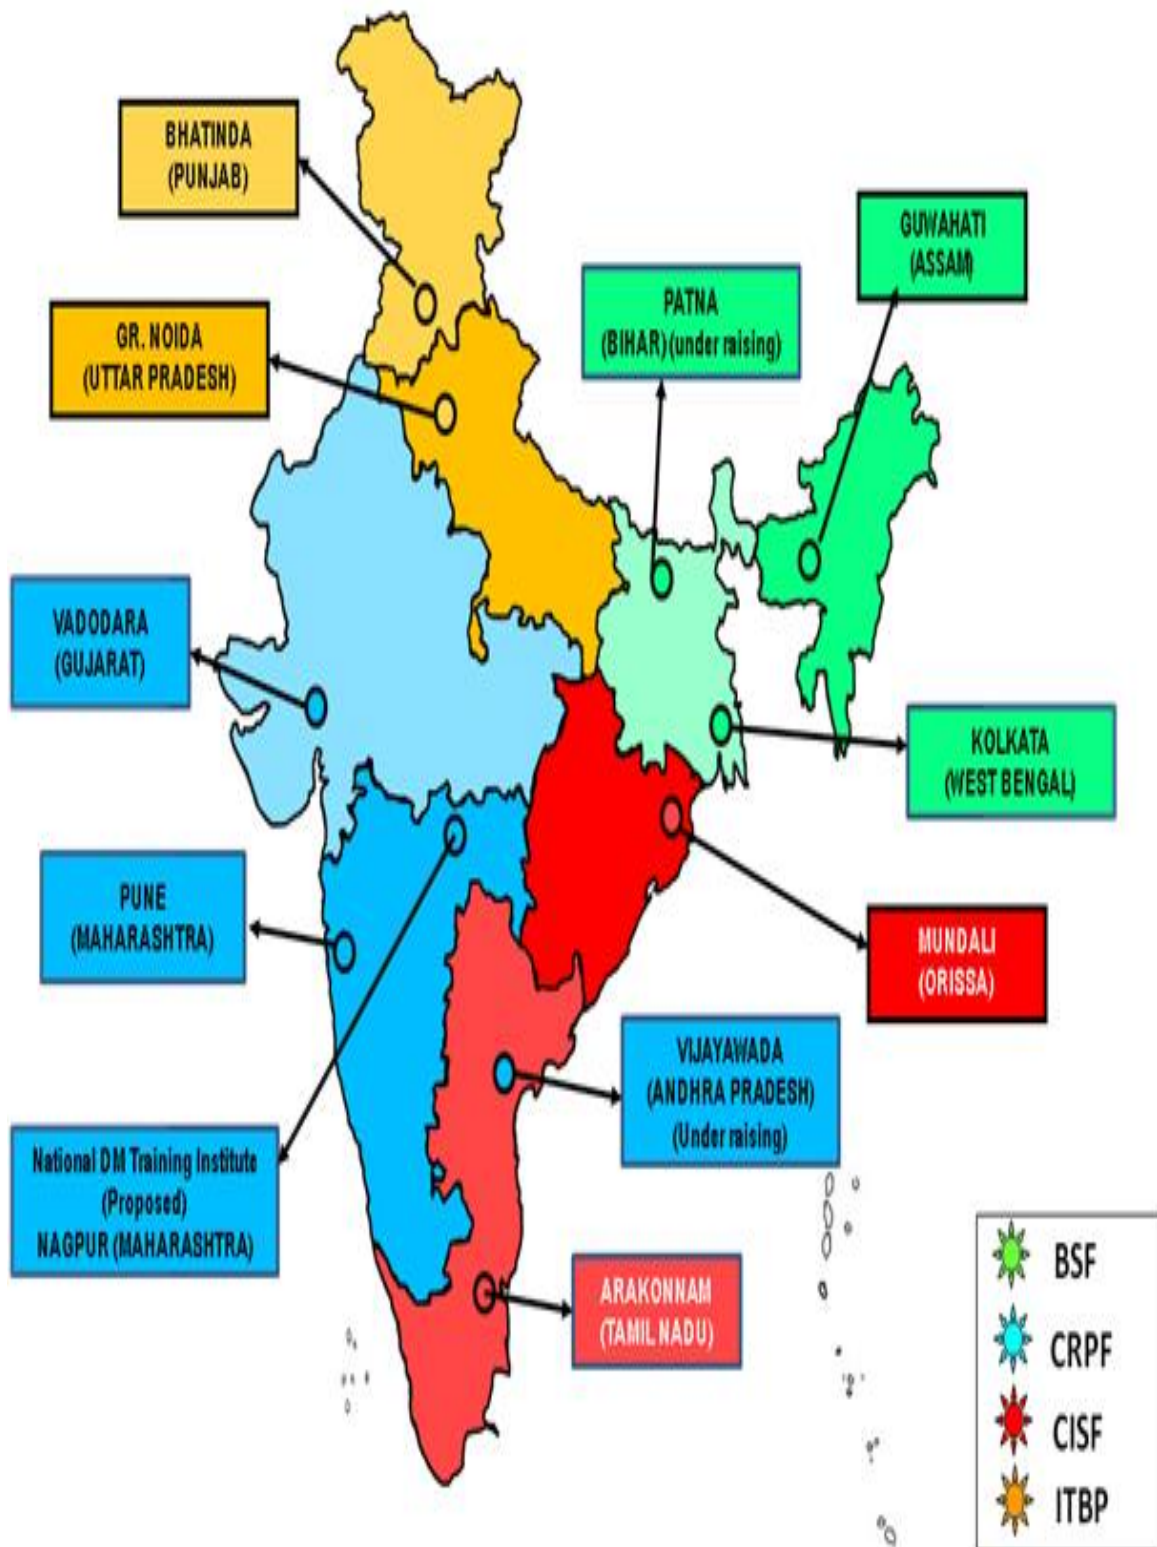 BHATINDA
(PUNJAB)
GUWAHATI
(ASSAM)
PATNA
(BIHAR) (under raising)
GR. NOIDA
(UTTAR PRADESH)
VADODARA
(GUJARAT)
KOLKATA
(WEST BENGAL)
PUNE
(MAHARASHTRA)
MUNDALI
(ORISSA)
VIJAYAWADA
(ANDHRA PRADESH)
(Under raising)
National DM Training Institute
(Proposed)
NAGPUR (MAHARASHTRA)
ARAKONNAM
(TAMIL NADU)
BSF
CRPF
CISF
ITBP